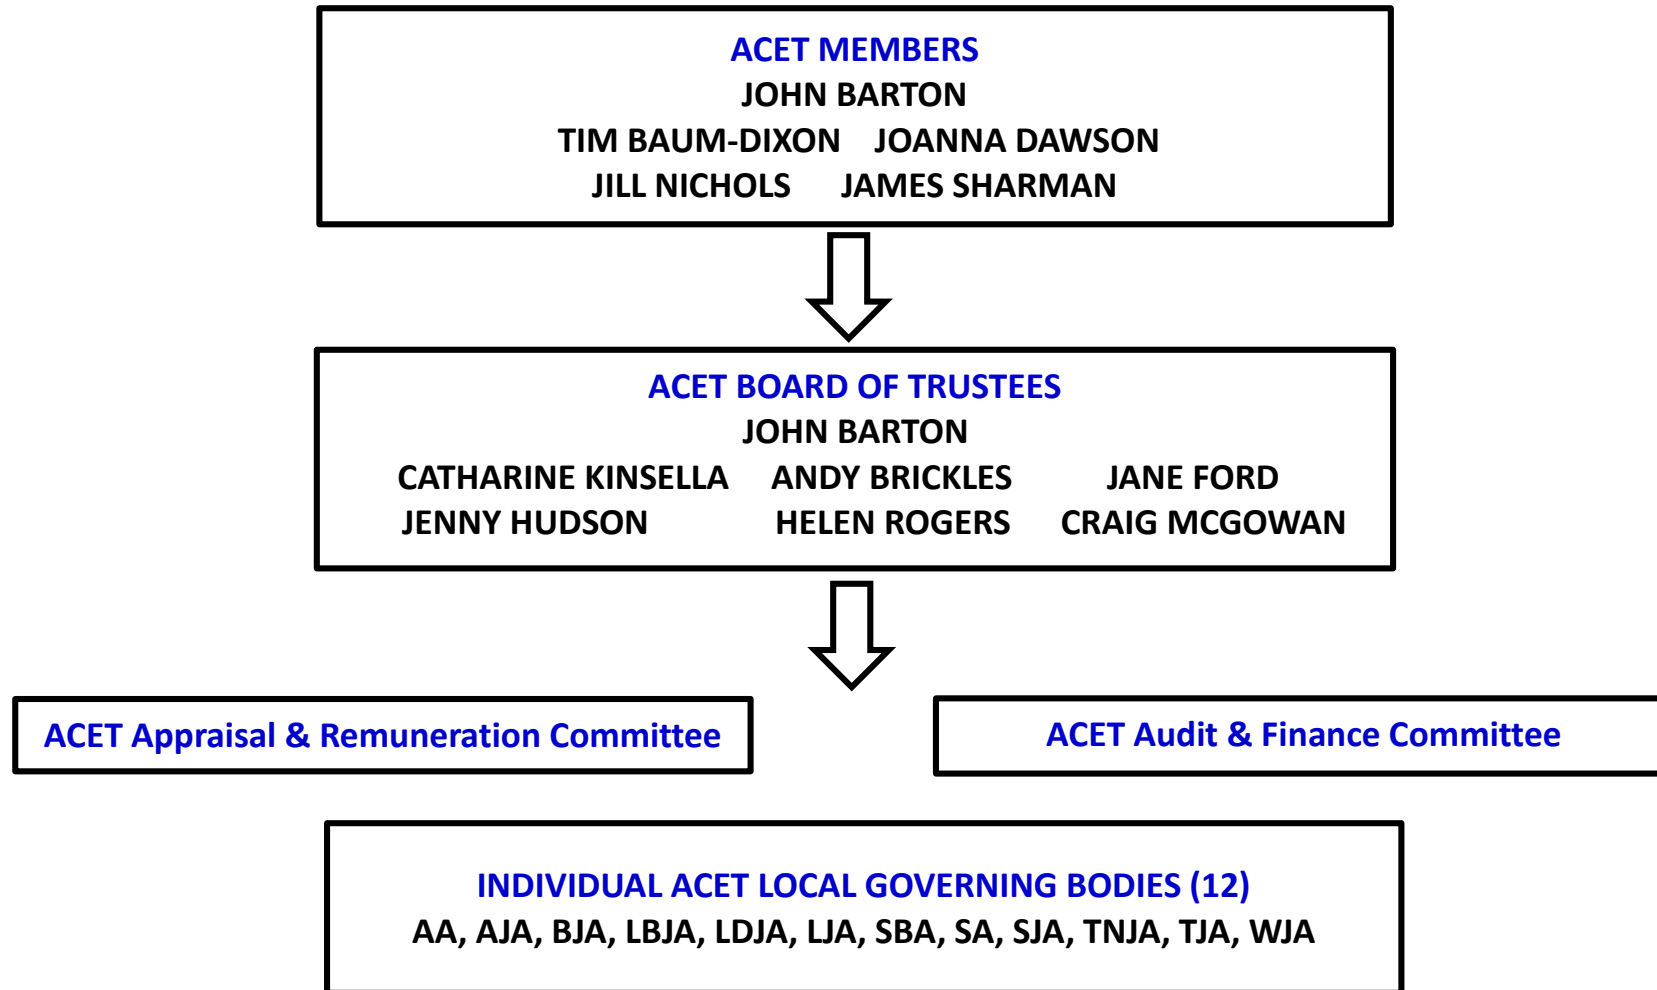 ACET MEMBERS
JOHN BARTON
TIM BAUM-DIXON JOANNA DAWSON
JILL NICHOLS JAMES SHARMAN
ACET BOARD OF TRUSTEES
JOHN BARTON
CATHARINE KINSELLA ANDY BRICKLES JANE FORD
JENNY HUDSON HELEN ROGERS CRAIG MCGOWAN
ACET Appraisal & Remuneration Committee
ACET Audit & Finance Committee
INDIVIDUAL ACET LOCAL GOVERNING BODIES (12)
AA, AJA, BJA, LBJA, LDJA, LJA, SBA, SA, SJA, TNJA, TJA, WJA